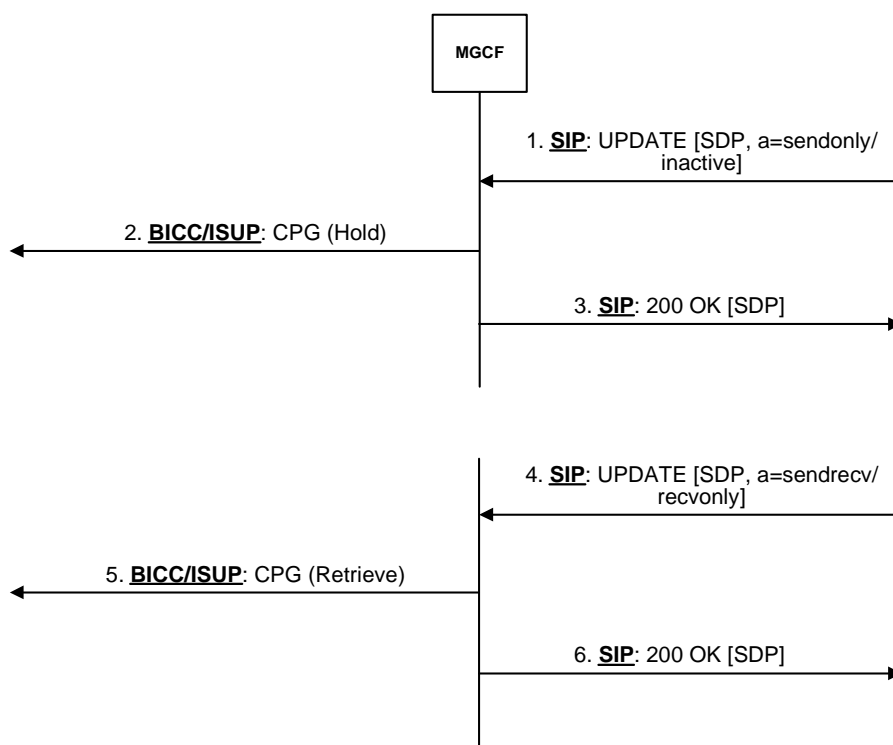 MGCF
1. SIP: UPDATE [SDP, a=sendonly/
inactive]
2. BICC/ISUP: CPG (Hold)
3. SIP: 200 OK [SDP]
4. SIP: UPDATE [SDP, a=sendrecv/
recvonly]
5. BICC/ISUP: CPG (Retrieve)
6. SIP: 200 OK [SDP]